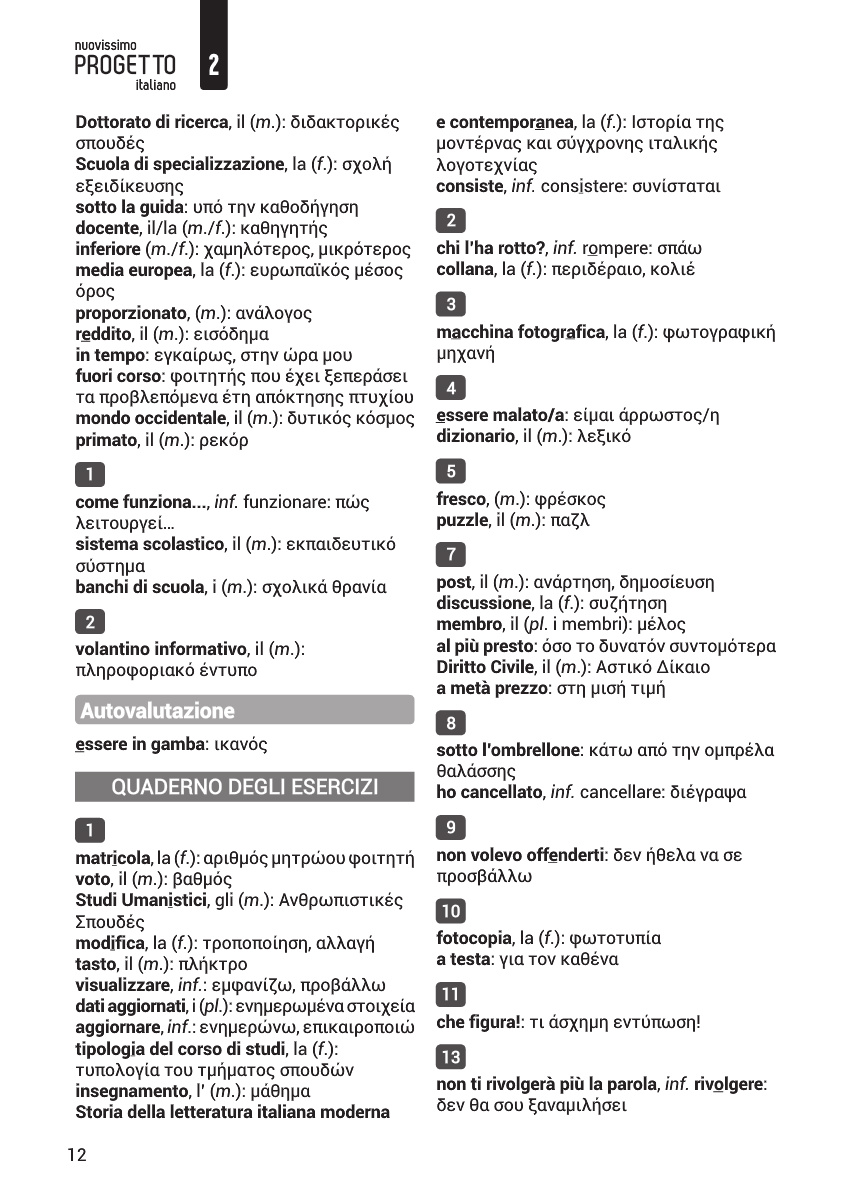 nuovissimo
PROGETTO
italiano
2
Dottorato di ricerca, il (m.): διδακτορικές
σπουδές
Scuola di specializzazione, la (f.): σχολή
εξειδίκευσης
sotto la guida: υπό την καθοδήγηση
docente, il/la (m./f.): καθηγητής
inferiore (m./f.): χαμηλότερος, μικρότερος
media europea, la (f.): ευρωπαϊκός μέσος
όρος
proporzionato, (m.): ανάλογος
reddito, il (m.): εισόδημα
in tempo: εγκαίρως, στην ώρα μου
fuori corso: φοιτητής που έχει ξεπεράσει
τα προβλεπόμενα έτη απόκτησης πτυχίου
mondo occidentale, il (m.): δυτικός κόσμος
primato, il (m.): ρεκόρ
1
come funziona..., inf. funzionare: πώς
λειτουργεί...
sistema scolastico, il (m.): εκπαιδευτικό
σύστημα
banchi di scuola, i (m.): σχολικά θρανία
2
volantino informativo, il (m.):
πληροφοριακό έντυπο
Autovalutazione
essere in gamba: ικανός
QUADERNO DEGLI ESERCIZI
1
matricola, la (f.): αριθμός μητρώου φοιτητή
voto, il (m.): βαθμός
Studi Umanistici, gli (m.): Ανθρωπιστικές
Σπουδές
modifica, la (f.): τροποποίηση, αλλαγή
tasto, il (m.): πλήκτρο
visualizzare, inf.: εμφανίζω, προβάλλω
dati aggiornati, i (pl.): ενημερωμένα στοιχεία
aggiornare, inf.: ενημερώνω, επικαιροποιώ
tipologia del corso di studi, la (f.):
τυπολογία του τμήματος σπουδών
insegnamento, l' (m.): μάθημα
Storia della letteratura italiana moderna
e contemporanea, la (f.): Ιστορία της
μοντέρνας και σύγχρονης ιταλικής
λογοτεχνίας
consiste, inf. consistere: συνίσταται
2
chi l'ha rotto?, inf. rompere: σπάω
collana, la (f.): περιδέραιο, κολιέ
3
macchina fotografica, la (f.): φωτογραφική
μηχανή
4
essere malato/a: είμαι άρρωστος/η
dizionario, il (m.): λεξικό
5
fresco, (m.): φρέσκος
puzzle, il (m.): παζλ
7
post, il (m.): ανάρτηση, δημοσίευση
discussione, la (f.): συζήτηση
membro, il (pl. i membri): μέλος
al più presto: όσο το δυνατόν συντομότερα
Diritto Civile, il (m.): Αστικό Δίκαιο
a metà prezzo: στη μισή τιμή
8
sotto l'ombrellone: κάτω από την ομπρέλα
θαλάσσης
ho cancellato, inf. cancellare: διέγραψα
9
non volevo offenderti: δεν ήθελα να σε
προσβάλλω
10
fotocopia, la (f.): φωτοτυπία
a testa: για τον καθένα
11
che figura!: τι άσχημη εντύπωση!
13
non ti rivolgerà più la parola, inf. rivolgere:
δεν θα σου ξαναμιλήσει
12